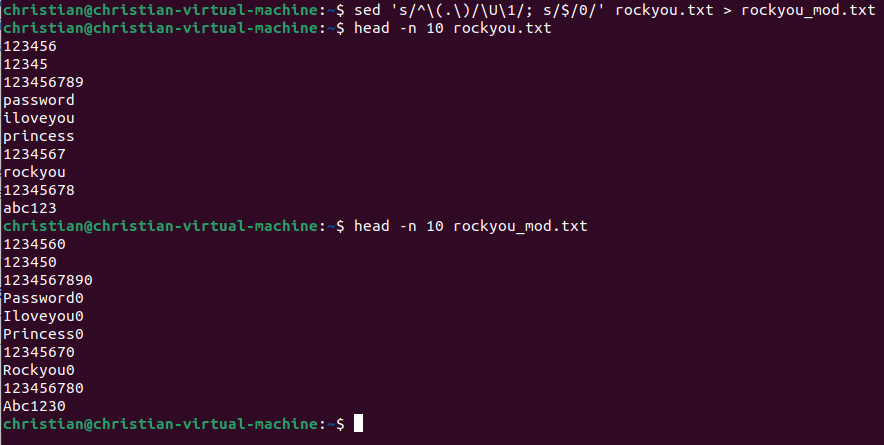 christian@christian-virtual-machine:~$ sed 's/^\(.\)/\U\1/; s/$/0/' rockyou.txt > rockyou_mod.txt
christian@christian-virtual-machine:~$ head -n 10 rockyou.txt
123456
12345
123456789
password
iloveyou
princess
1234567
rockyou
12345678
abc123
christian@christian-virtual-machine:~$ head -n 10 rockyou_mod.txt
1234560
123450
1234567890
Password0
Iloveyou0
Princess0
12345670
Rockyou0
123456780
Abc1230
christian@christian-virtual-machine:~$